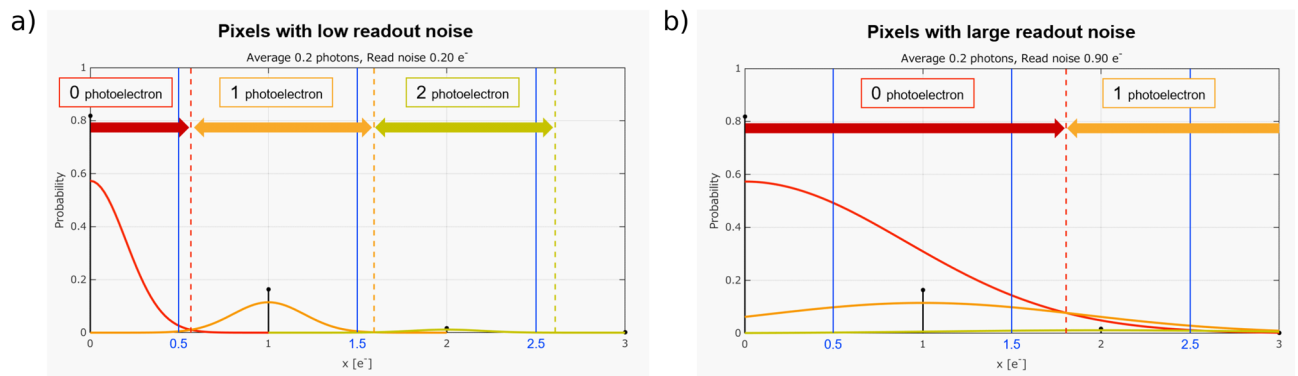 a)
Pixels with low readout noise
Average 0.2 photons, Read noise 0.20 e⁻
0 photoelectron
1 photoelectron
2 photoelectron
1
0.8
0.6
0.4
0.2
0
Probability
0
0.5
1
1.5
2
2.5
3
x [e⁻]
b)
Pixels with large readout noise
Average 0.2 photons, Read noise 0.90 e⁻
0 photoelectron
1 photoelectron
1
0.8
0.6
0.4
0.2
0
Probability
0
0.5
1
1.5
2
2.5
3
x [e⁻]